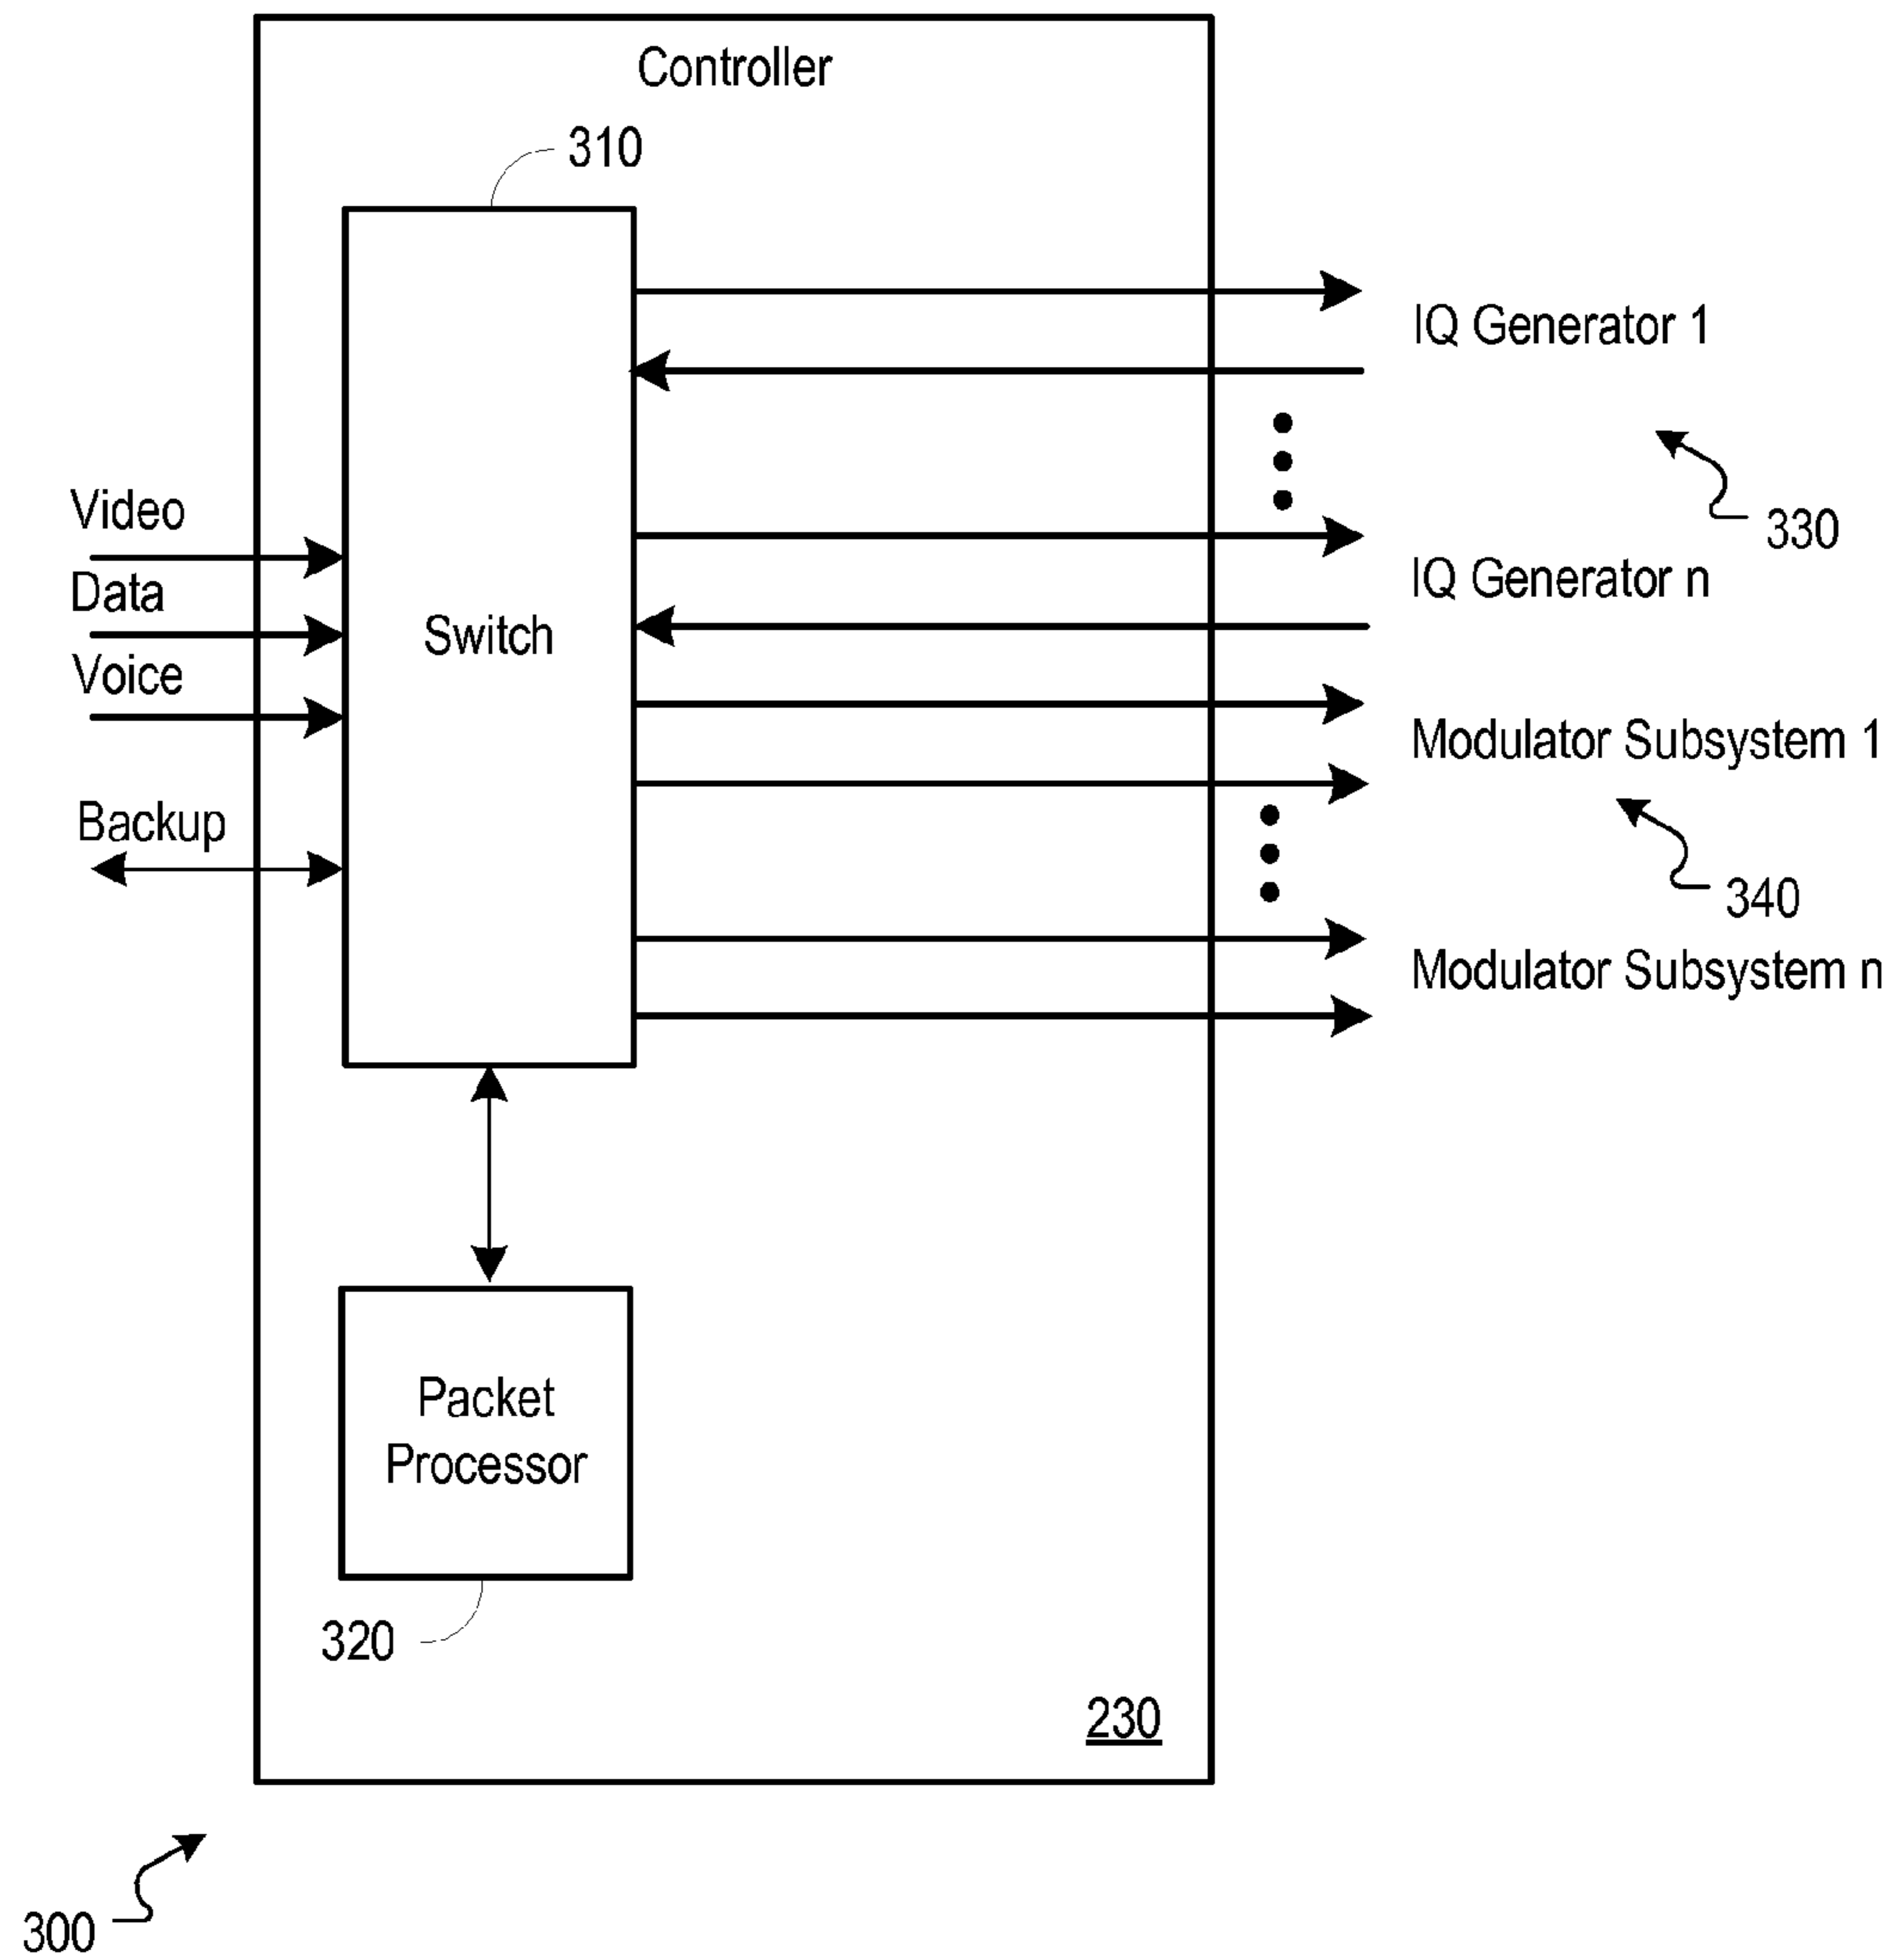 Controller
310
IQ Generator 1
330
Video
IQ Generator n
Data
Switch
Voice
Modulator Subsystem 1
Backup
340
Modulator Subsystem n
Packet
Processor
320
230
300